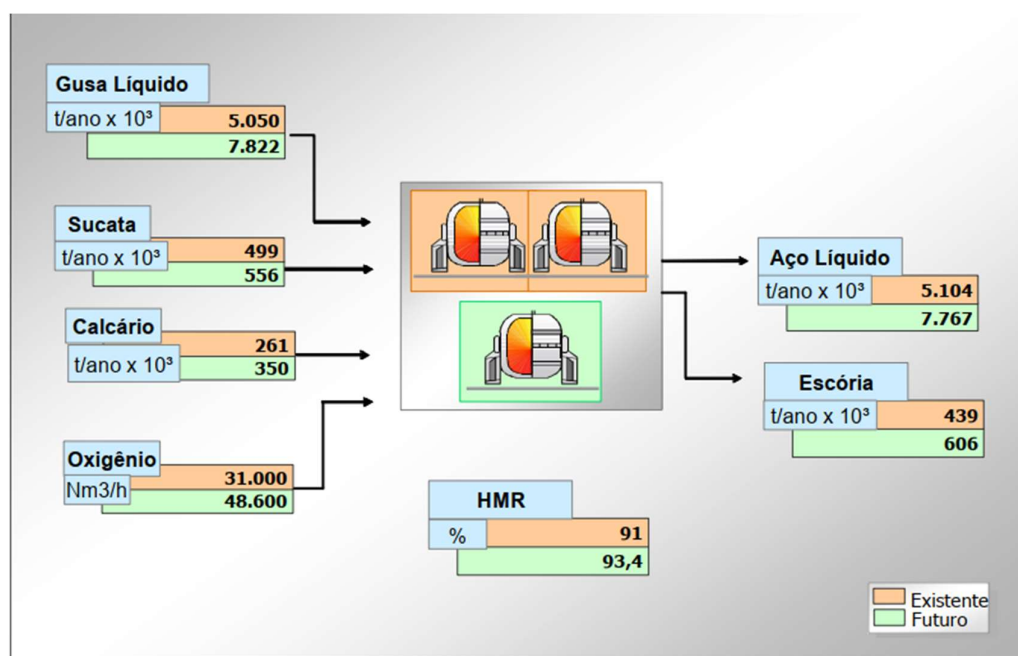 Gusa Líquido
t/ano x 10³ 5.050
7.822
Sucata
t/ano x 10³ 499
556
Calcário
t/ano x 10³ 261
350
Oxigênio
Nm3/h 31.000
48.600
HMR
% 91
93,4
Aço Líquido
t/ano x 10³ 5.104
7.767
Escória
t/ano x 10³ 439
606
Existente
Futuro